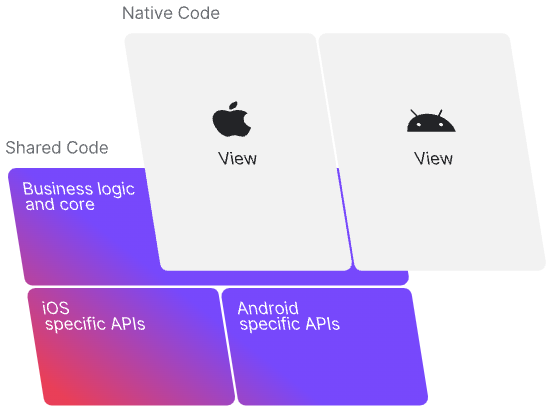 Native Code
View
View
Shared Code
Business logic
and core
iOS
specific APIs
Android
specific APIs